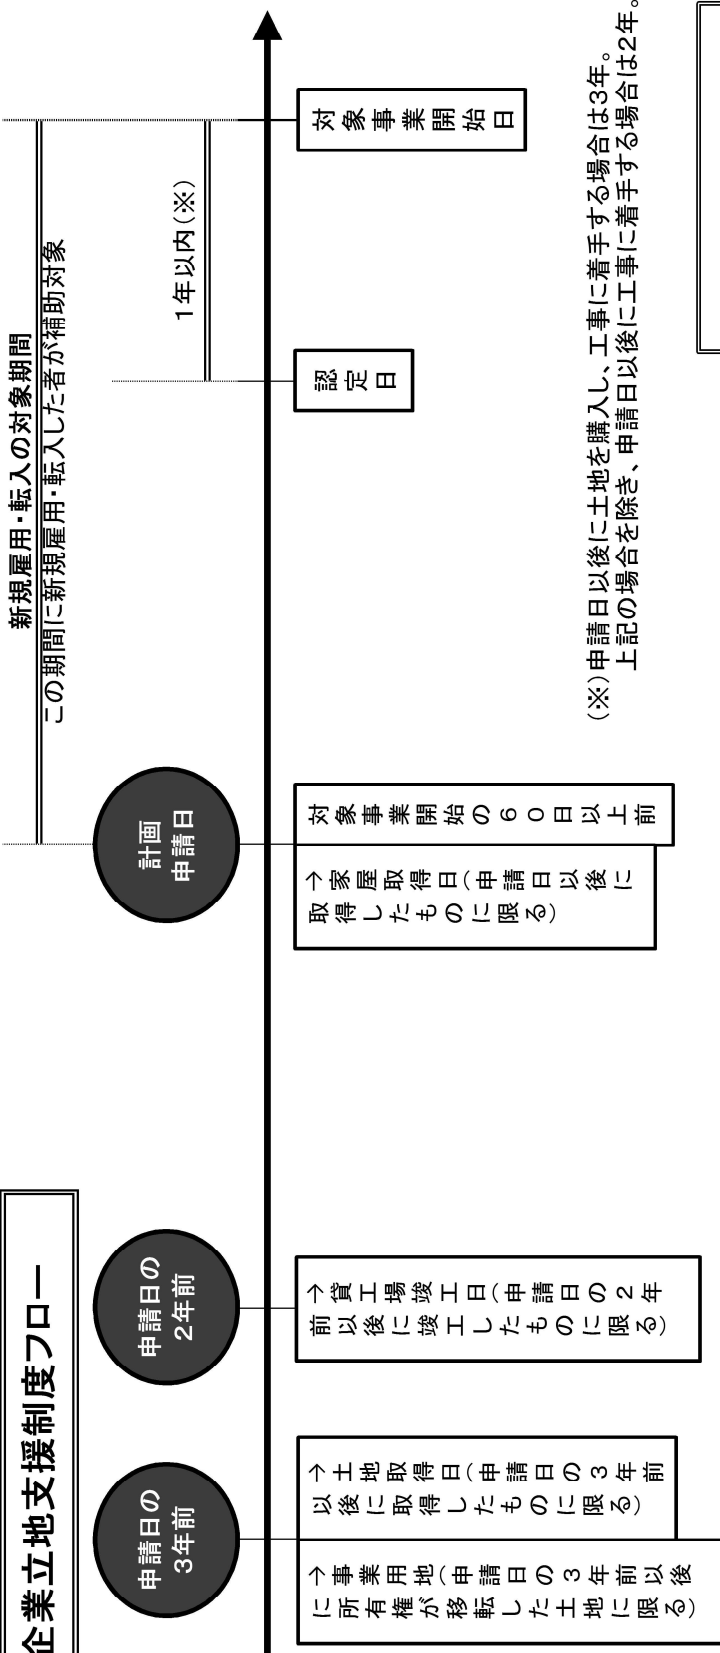 企業立地支援制度フロー
新規雇用・転入の対象期間
この期間に新規雇用・転入した者が補助対象
1年以内(※)
申請日の
3年前
申請日の
2年前
計画
申請日
→土地取得日(申請日の3年前
以後に取得したものに限る)
→事業用地(申請日の3年前以後
に所有権が移転した土地に限る)
→貸工場竣工日(申請日の2年
前以後に竣工したものに限る)
対象事業開始の60日以上前
→家屋取得日(申請日以後に
取得したものに限る)
認定日
対象事業開始日
(※)申請日以後に土地を購入し、工事に着手する場合は3年。
上記の場合を除き、申請日以後に工事に着手する場合は2年。